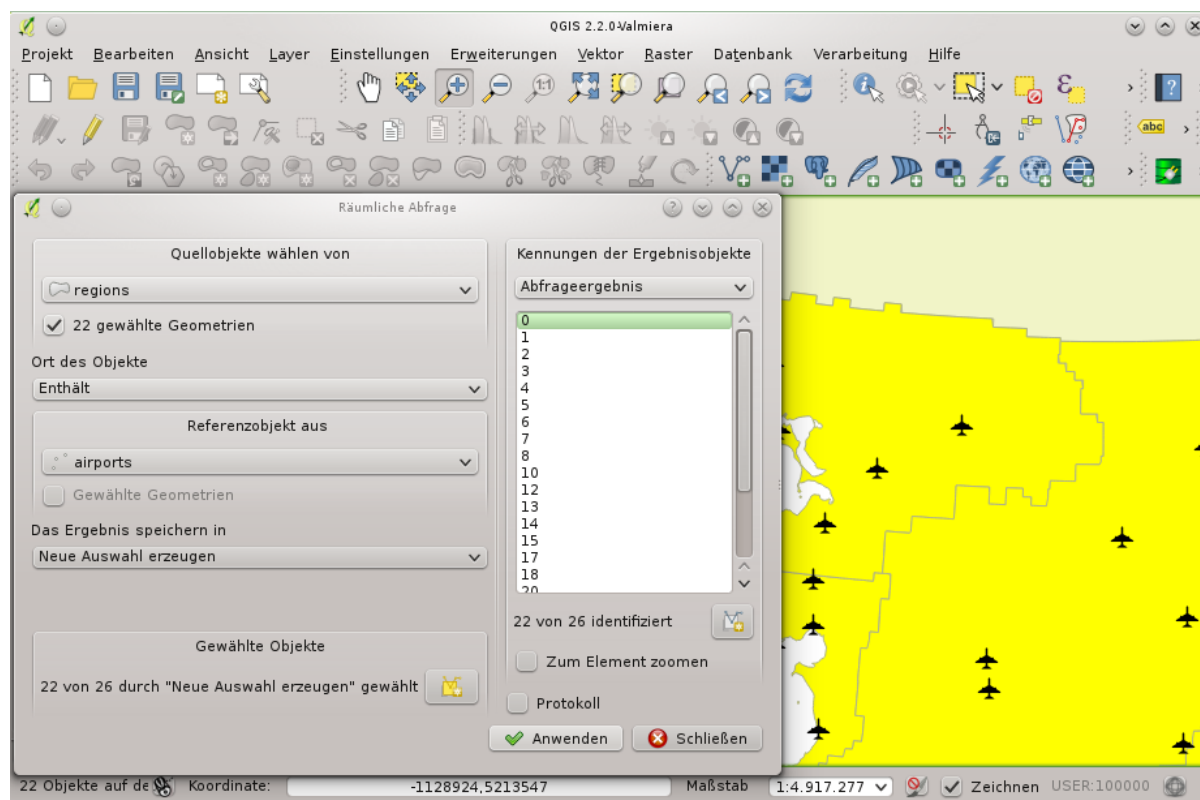 QGIS 2.2.0-Valmiera
Projekt Bearbeiten Ansicht Layer Einstellungen Erweiterungen Vektor Raster Datenbank Verarbeitung Hilfe
1:1
ε
?
abc
Räumliche Abfrage
?
Quellobjekte wählen von
regions
22 gewählte Geometrien
Ort des Objekte
Enthält
Referenzobjekt aus
airports
Gewählte Geometrien
Das Ergebnis speichern in
Neue Auswahl erzeugen
Gewählte Objekte
22 von 26 durch "Neue Auswahl erzeugen" gewählt
Kennungen der Ergebnisobjekte
Abfrageergebnis
0
1
2
3
4
5
6
7
8
10
12
13
14
15
17
18
20
22 von 26 identifiziert
Zum Element zoomen
Protokoll
Anwenden
Schließen
22 Objekte auf de
Koordinate:
-1128924,5213547
Maßstab
1:4.917.277
Zeichnen
USER:100000